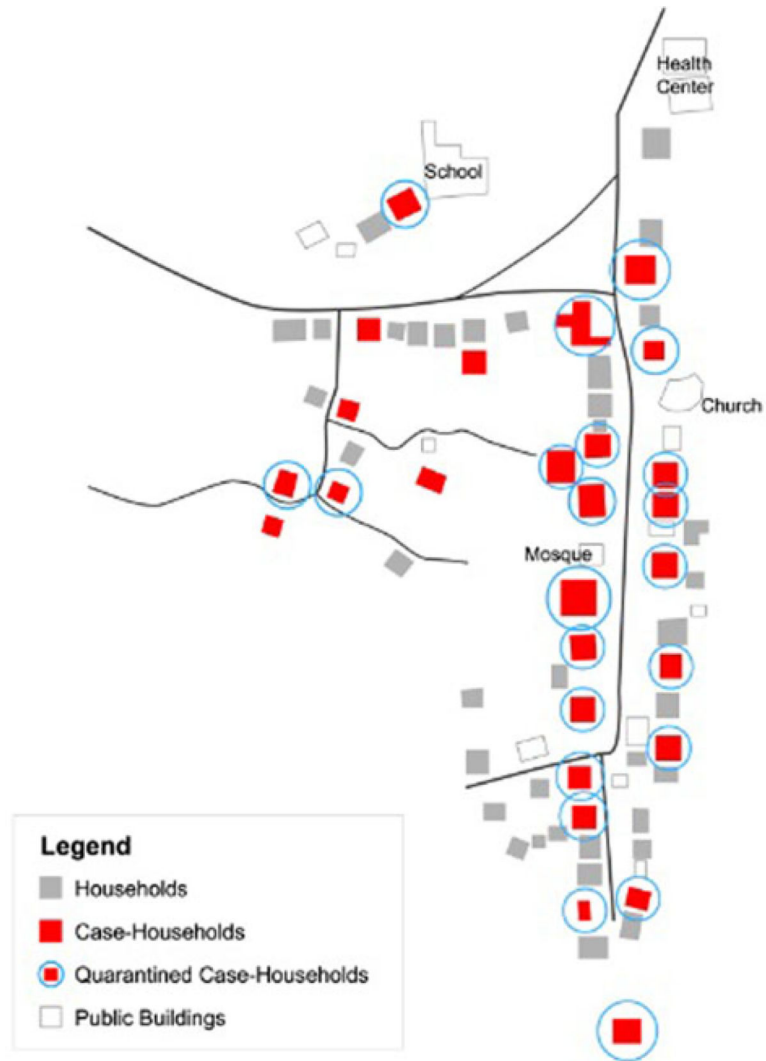 Health
Center
School
Church
Mosque
Legend
Households
Case-Households
Quarantined Case-Households
Public Buildings